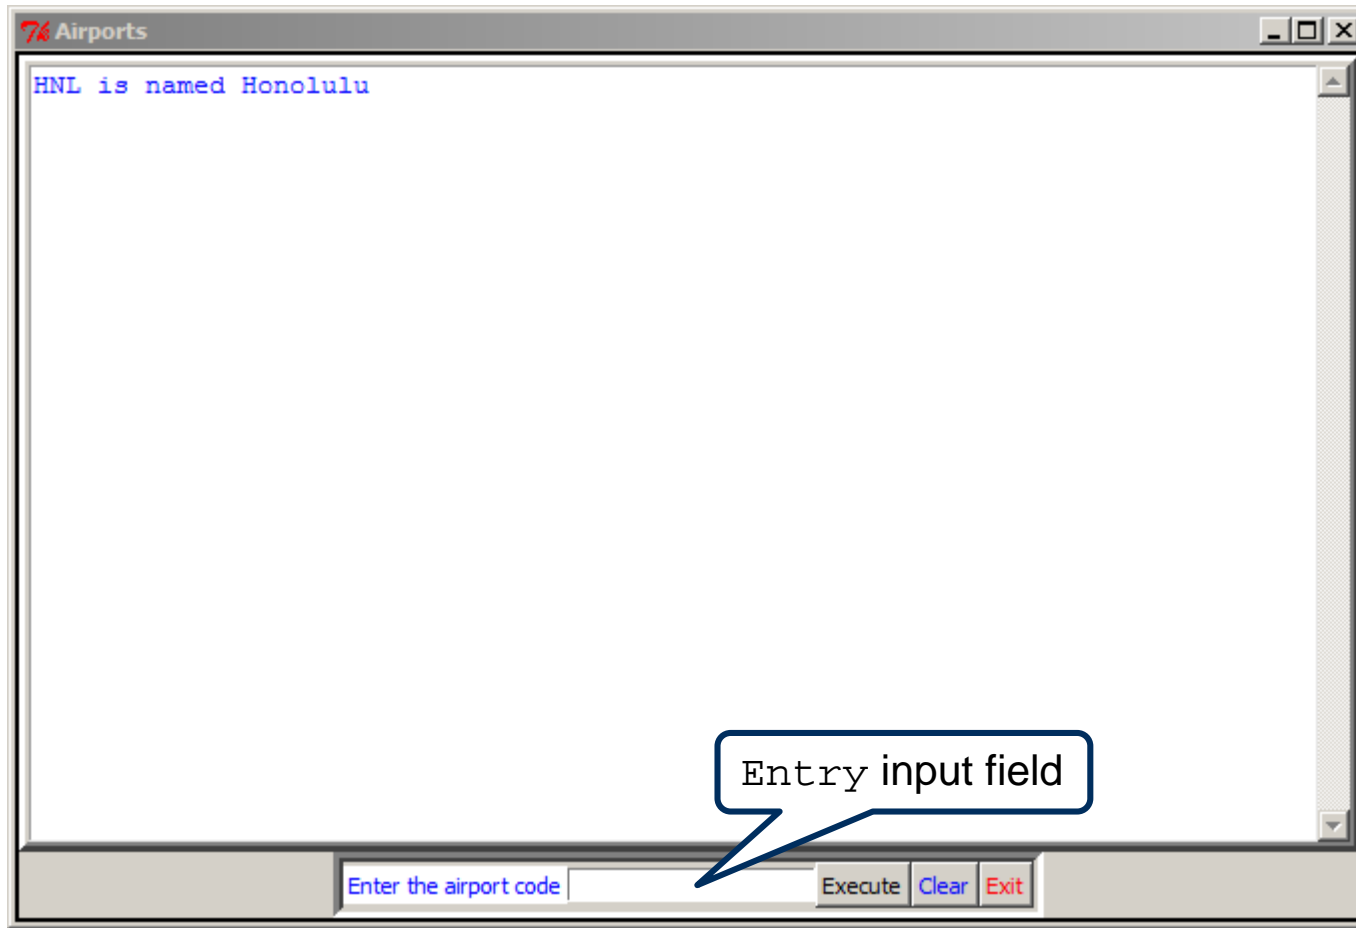 Airports
HNL is named Honolulu
Entry input field
Enter the airport code Execute Clear Exit